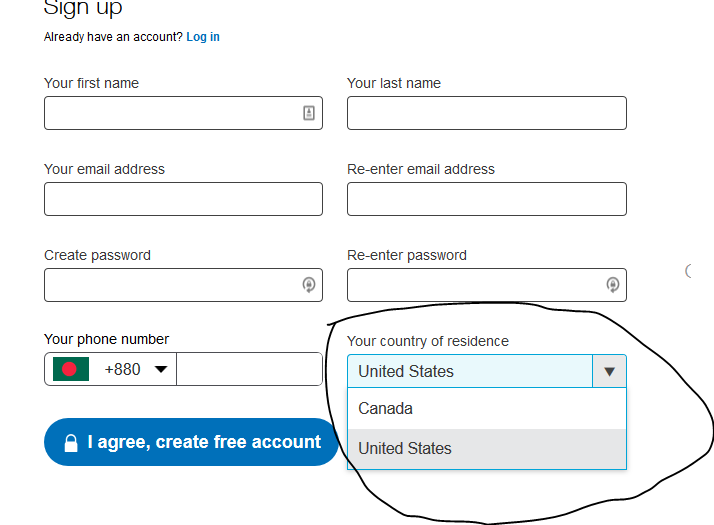 Sign up
Already have an account? Log in
Your first name
Your last name
Your email address
Re-enter email address
Create password
Re-enter password
Your phone number
Your country of residence
+880
United States
Canada
I agree, create free account
United States